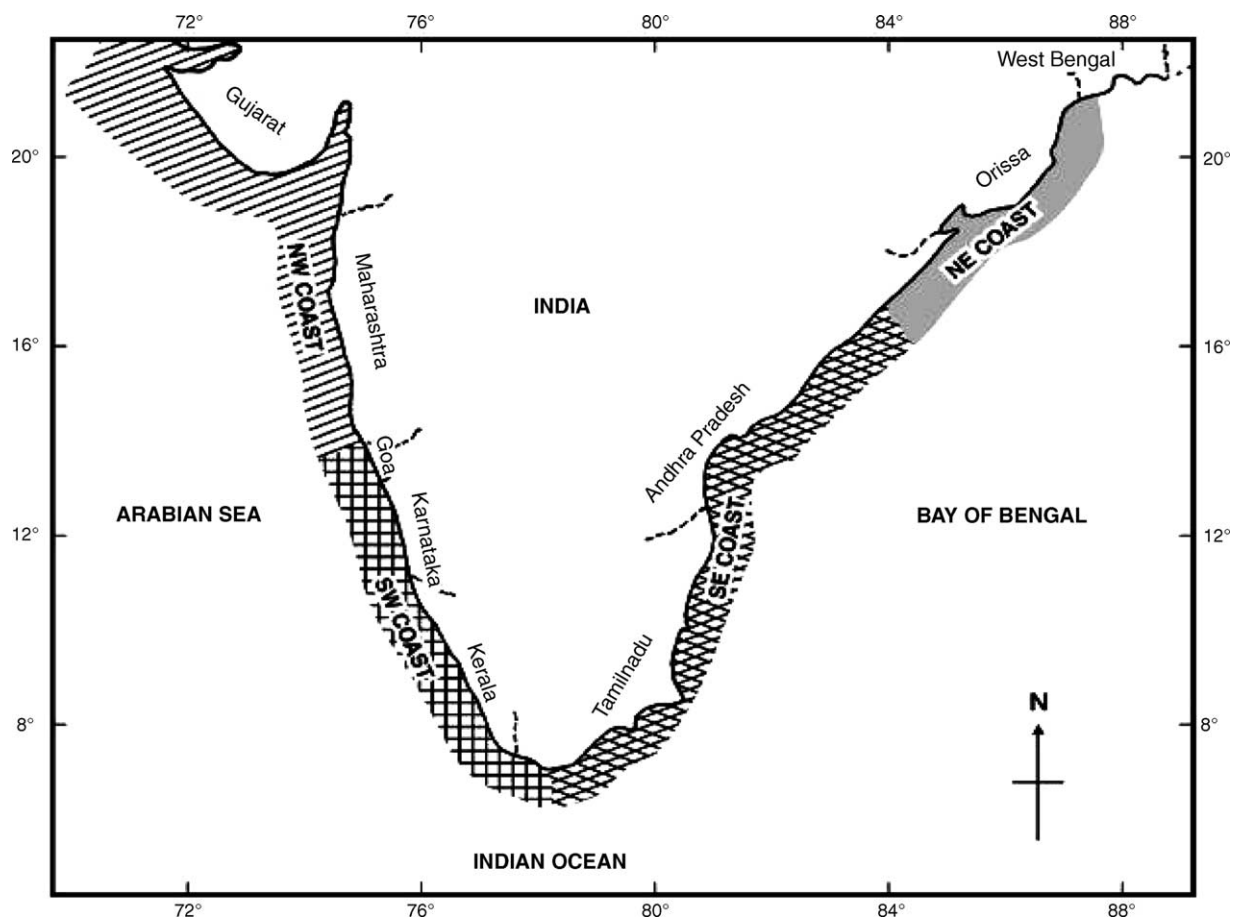 72° 76° 80° 84° 88°
West Bengal
Gujarat
20° 20°
Orissa
NE COAST
NW COAST
Maharashtra
INDIA
16° 16°
Andhra Pradesh
Goa
ARABIAN SEA
Karnataka
SE COAST
BAY OF BENGAL
12° 12°
SW COAST
Kerala
Tamilnadu
N
8° 8°
INDIAN OCEAN
72° 76° 80° 84° 88°